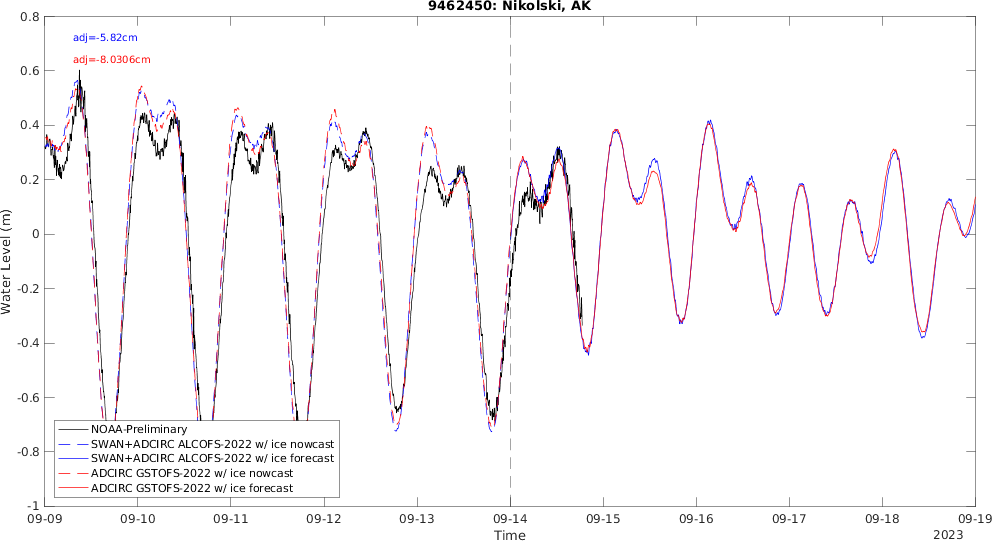 9462450: Nikolski, AK
adj=-5.82cm
adj=-8.0306cm
Water Level (m)
0.8
0.6
0.4
0.2
0
-0.2
-0.4
-0.6
-0.8
-1
NOAA-Preliminary
SWAN+ADCIRC ALCOFS-2022 w/ ice nowcast
SWAN+ADCIRC ALCOFS-2022 w/ ice forecast
ADCIRC GSTOFS-2022 w/ ice nowcast
ADCIRC GSTOFS-2022 w/ ice forecast
09-09 09-10 09-11 09-12 09-13 09-14 09-15 09-16 09-17 09-18 09-19
Time
2023